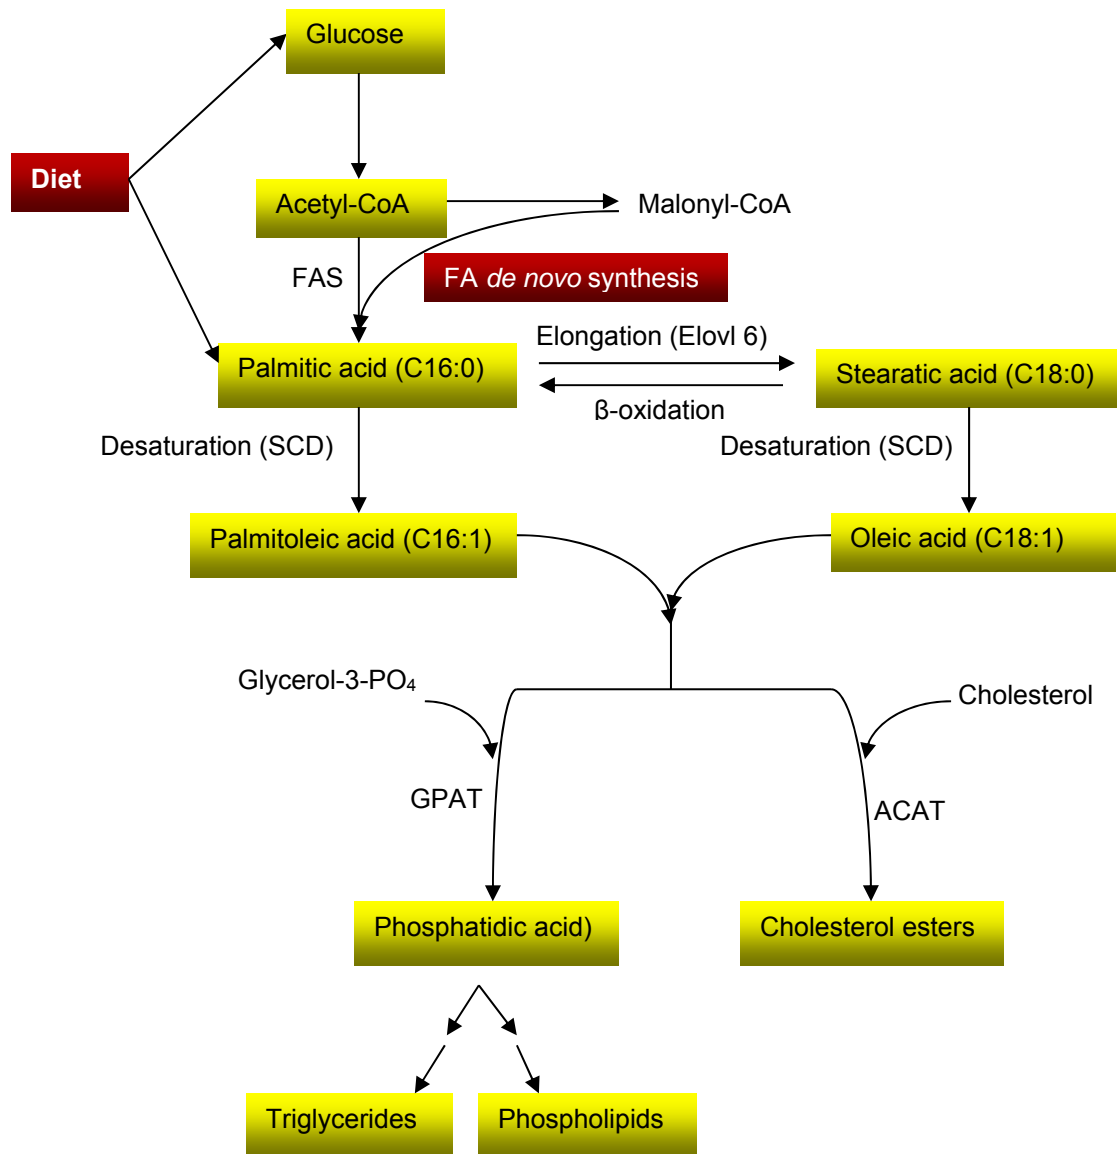 Glucose
Diet
Acetyl-CoA
Malonyl-CoA
FAS
FA de novo synthesis
Elongation (Elovl 6)
Palmitic acid (C16:0)
Stearatic acid (C18:0)
β-oxidation
Desaturation (SCD)
Desaturation (SCD)
Palmitoleic acid (C16:1)
Oleic acid (C18:1)
Glycerol-3-PO₄
Cholesterol
GPAT
ACAT
Phosphatidic acid)
Cholesterol esters
Triglycerides
Phospholipids